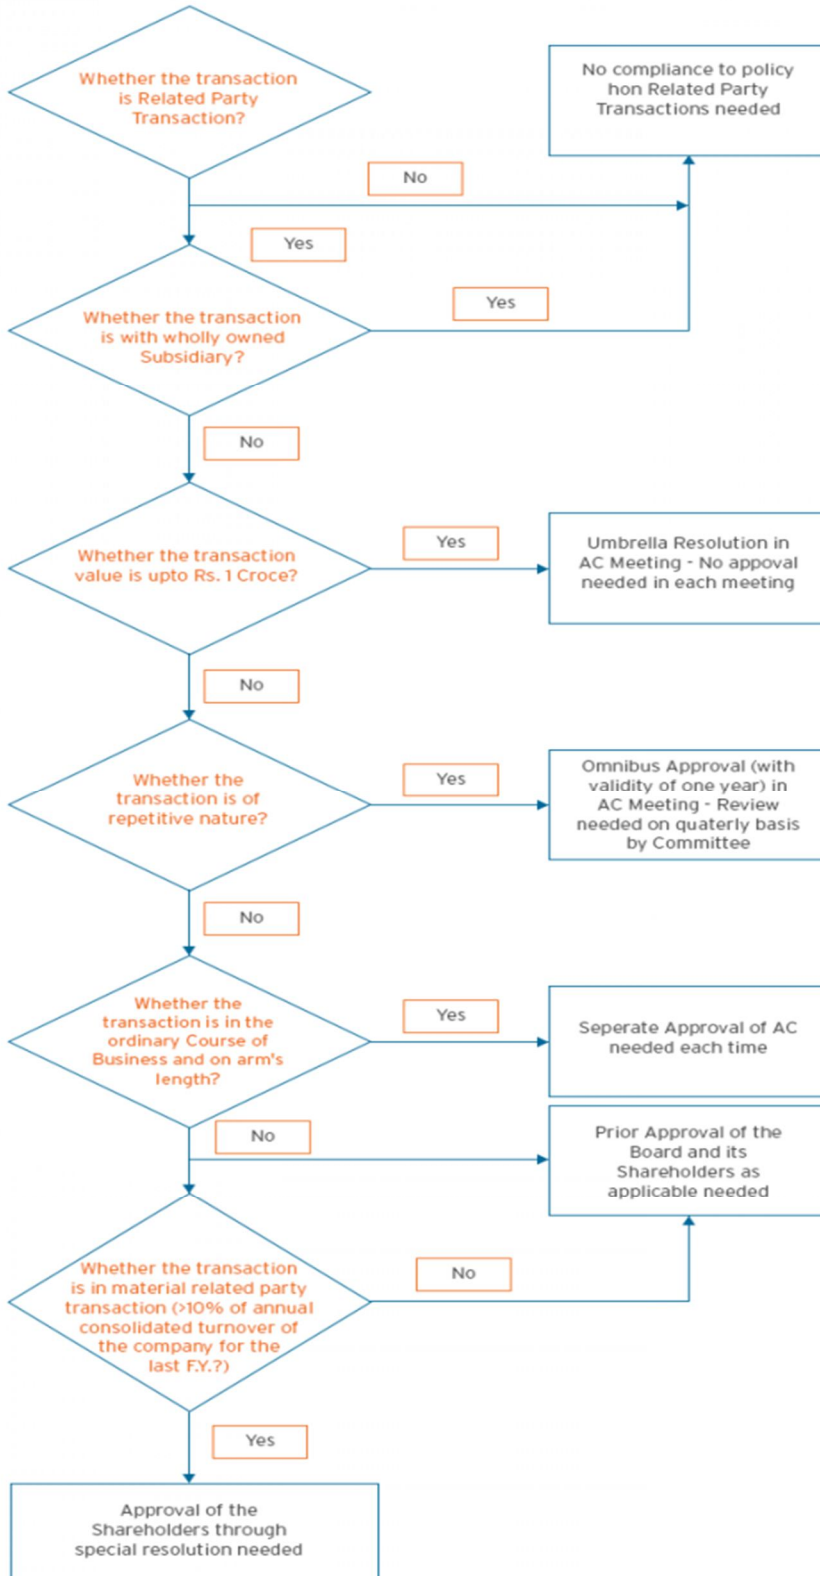 Whether the transaction
is Related Party
Transaction?
No compliance to policy
hon Related Party
Transactions needed
No
Yes
Whether the transaction
is with wholly owned
Subsidiary?
Yes
No
Whether the transaction
value is upto Rs. 1 Croce?
Yes
Umbrella Resolution in
AC Meeting - No appoval
needed in each meeting
No
Whether the
transaction is of
repetitive nature?
Yes
Omnibus Approval (with
validity of one year) in
AC Meeting - Review
needed on quaterly basis
by Committee
No
Whether the
transaction is in the
ordinary Course of
Business and on arm's
length?
Yes
Seperate Approval of AC
needed each time
No
Prior Approval of the
Board and its
Shareholders as
applicable needed
Whether the transaction
is in material related party
transaction (>10% of annual
consolidated turnover of
the company for the
last F.Y.?)
No
Yes
Approval of the
Shareholders through
special resolution needed